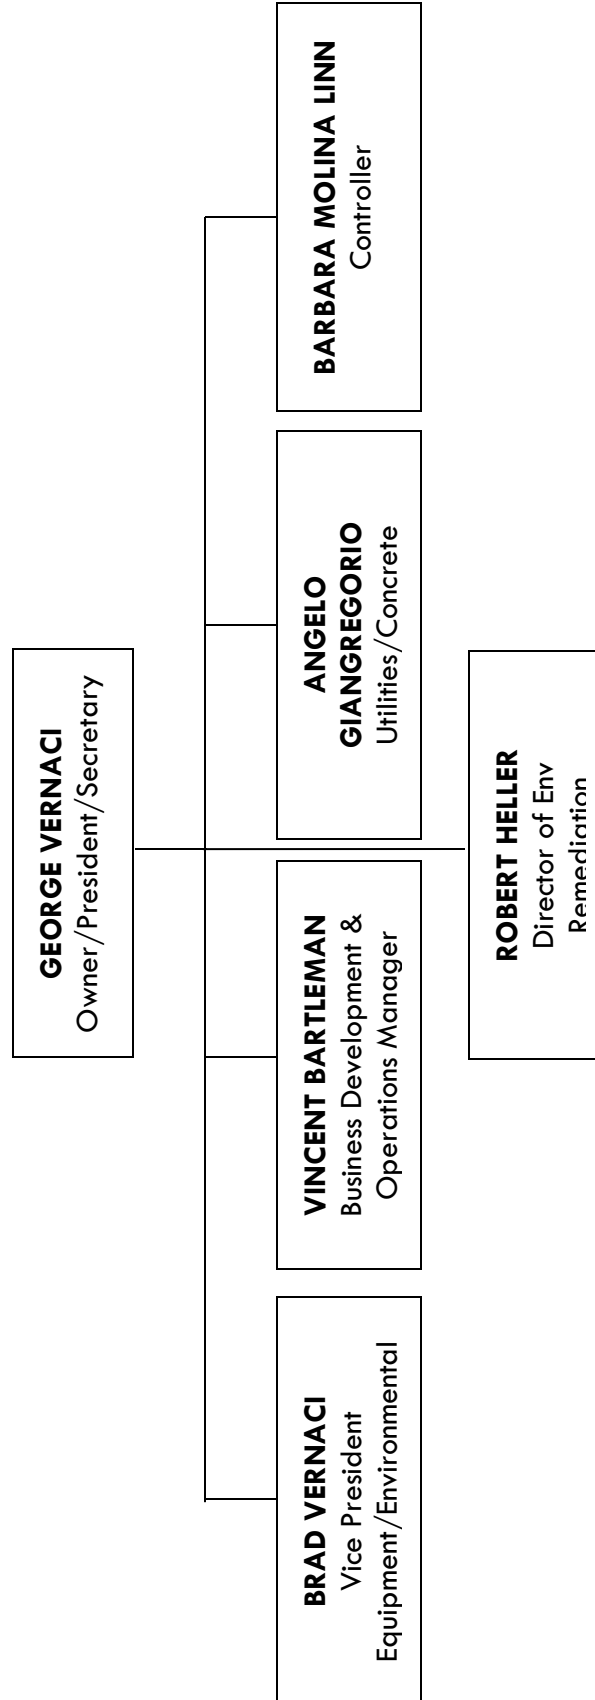 GEORGE VERNACI
Owner/President/Secretary
BRAD VERNACI
Vice President
Equipment/Environmental
VINCENT BARTLEMAN
Business Development &
Operations Manager
ANGELO
GIANGREGORIO
Utilities/Concrete
BARBARA MOLINA LINN
Controller
ROBERT HELLER
Director of Env
Remediation